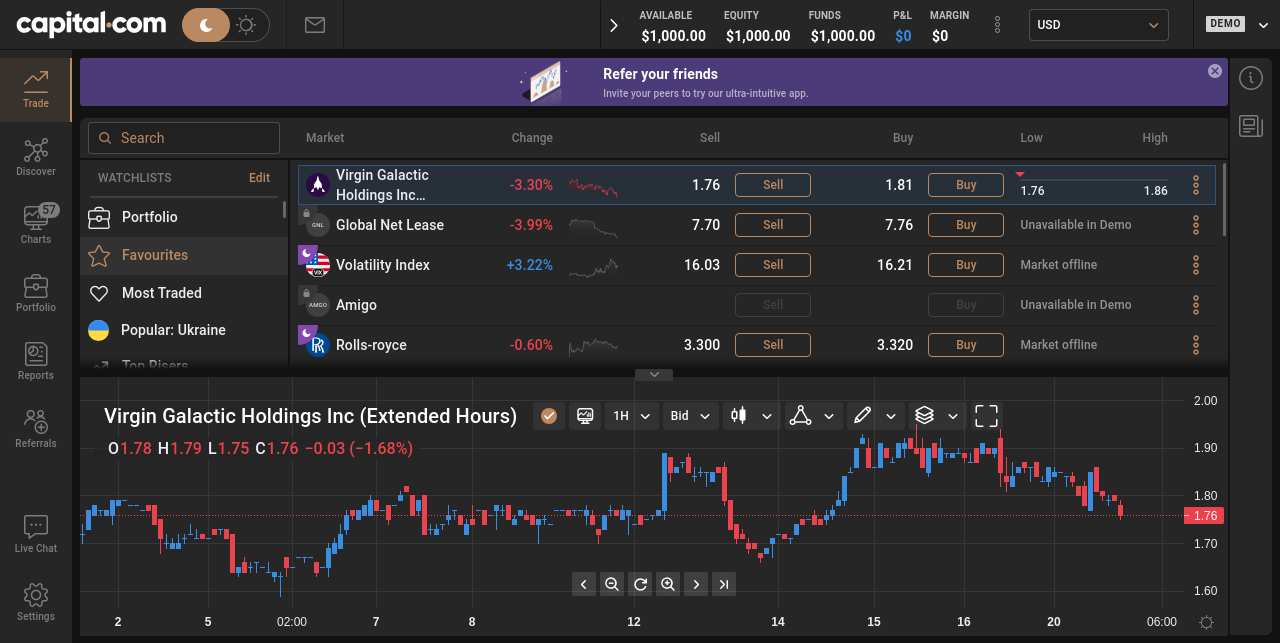 capital.com
AVAILABLE EQUITY FUNDS P&L MARGIN
$1,000.00 $1,000.00 $1,000.00 $0 $0
USD
DEMO
Trade
Discover
57
Charts
Portfolio
Reports
Referrals
Live Chat
Settings
Refer your friends
Invite your peers to try our ultra-intuitive app.
Search
WATCHLISTS Edit
Portfolio
Favourites
Most Traded
Popular: Ukraine
Top Risers
Market Change Sell Buy Low High
Virgin Galactic
Holdings Inc... -3.30% 1.76 Sell 1.81 Buy 1.76 1.86
GNL Global Net Lease -3.99% 7.70 Sell 7.76 Buy Unavailable in Demo
VIX Volatility Index +3.22% 16.03 Sell 16.21 Buy Market offline
AMGO Amigo Sell Buy Unavailable in Demo
Rolls-royce -0.60% 3.300 Sell 3.320 Buy Market offline
Virgin Galactic Holdings Inc (Extended Hours) 1H Bid
O1.78 H1.79 L1.75 C1.76 −0.03 (−1.68%)
2.00
1.90
1.80
1.76
1.70
1.60
2 5 02:00 7 8 12 14 15 16 20 06:00